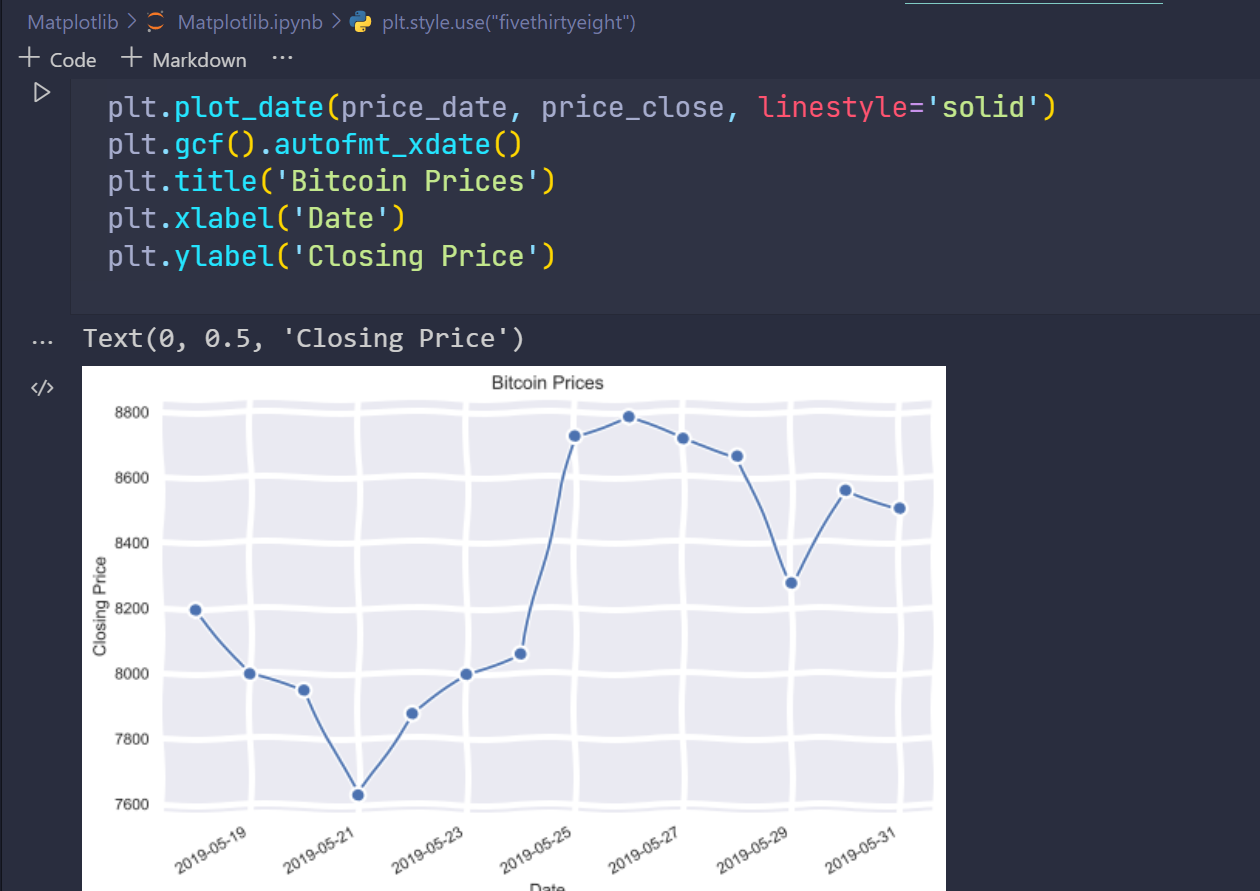 Matplotlib > Matplotlib.ipynb > plt.style.use("fivethirtyeight")
+ Code + Markdown ...
plt.plot_date(price_date, price_close, linestyle='solid')
plt.gcf().autofmt_xdate()
plt.title('Bitcoin Prices')
plt.xlabel('Date')
plt.ylabel('Closing Price')
... Text(0, 0.5, 'Closing Price')
</>
Bitcoin Prices
8800
8600
8400
8200
8000
7800
7600
Closing Price
2019-05-19 2019-05-21 2019-05-23 2019-05-25 2019-05-27 2019-05-29 2019-05-31
Date